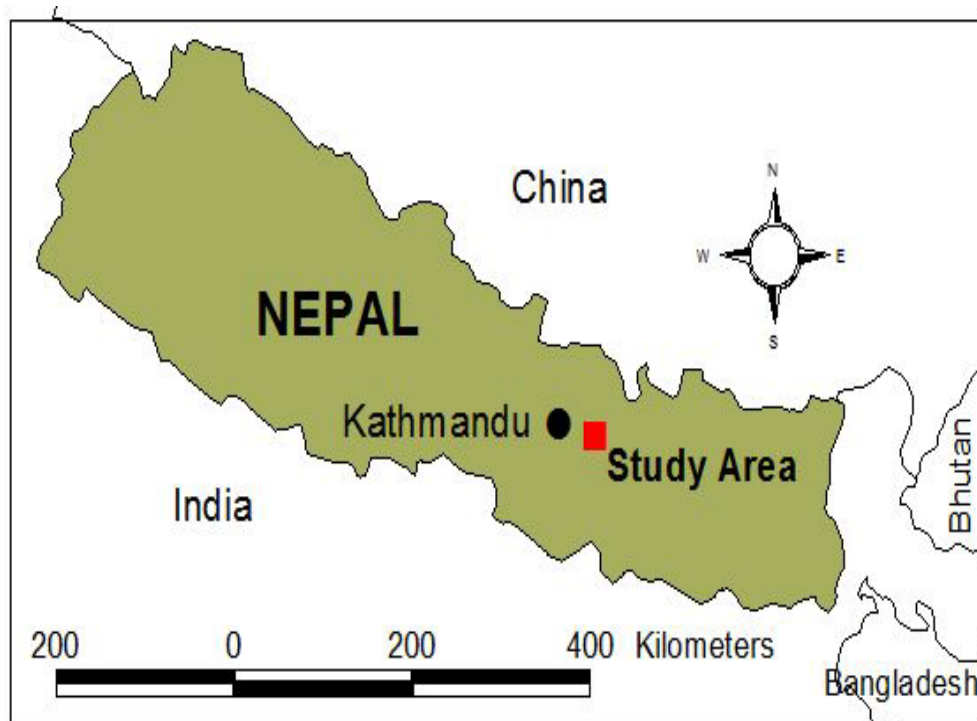 China
N
W E
S
NEPAL
Kathmandu
Study Area
India
Bhutan
200 0 200 400 Kilometers
Bangladesh